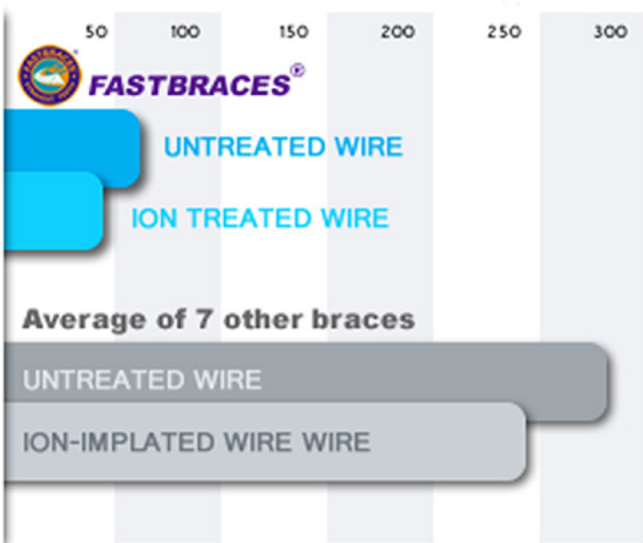 50 100 150 200 250 300
FASTBRACES®
UNTREATED WIRE
ION TREATED WIRE
Average of 7 other braces
UNTREATED WIRE
ION-IMPLATED WIRE WIRE